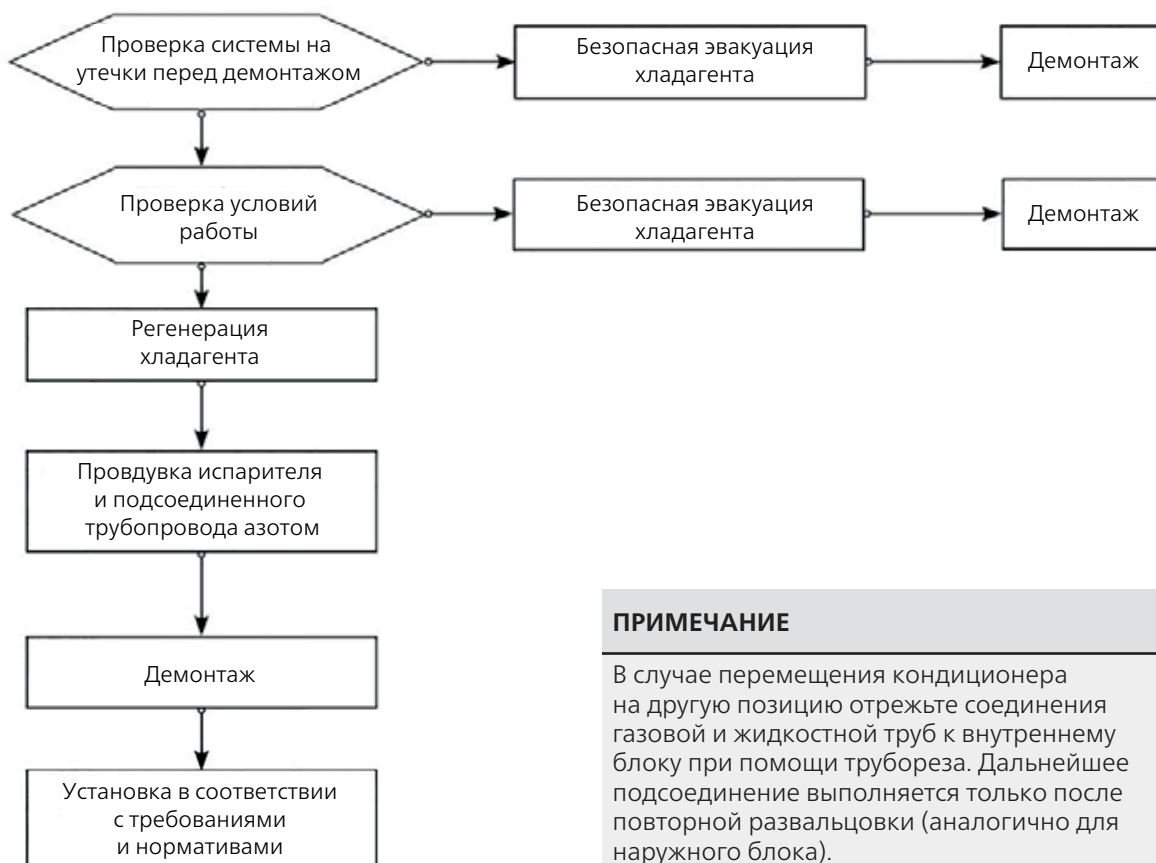 Проверка системы на
утечки перед демонтажом
Безопасная эвакуация
хладагента
Демонтаж
Проверка условий
работы
Безопасная эвакуация
хладагента
Демонтаж
Регенерация
хладагента
Провдувка испарителя
и подсоединенного
трубопровода азотом
Демонтаж
Установка в соответствии
с требованиями
и нормативами
ПРИМЕЧАНИЕ
В случае перемещения кондиционера
на другую позицию отрежьте соединения
газовой и жидкостной труб к внутреннему
блоку при помощи трубореза. Дальнейшее
подсоединение выполняется только после
повторной развальцовки (аналогично для
наружного блока).